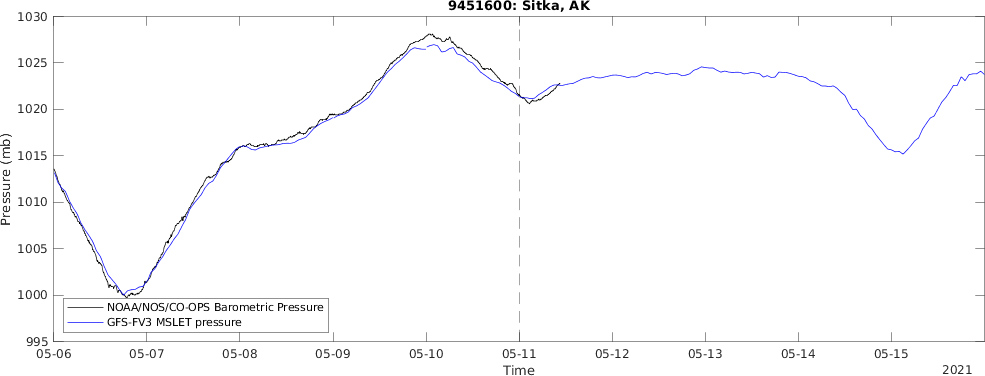 9451600: Sitka, AK
Pressure (mb)
1030
1025
1020
1015
1010
1005
1000
995
NOAA/NOS/CO-OPS Barometric Pressure
GFS-FV3 MSLET pressure
05-06 05-07 05-08 05-09 05-10 05-11 05-12 05-13 05-14 05-15
Time
2021